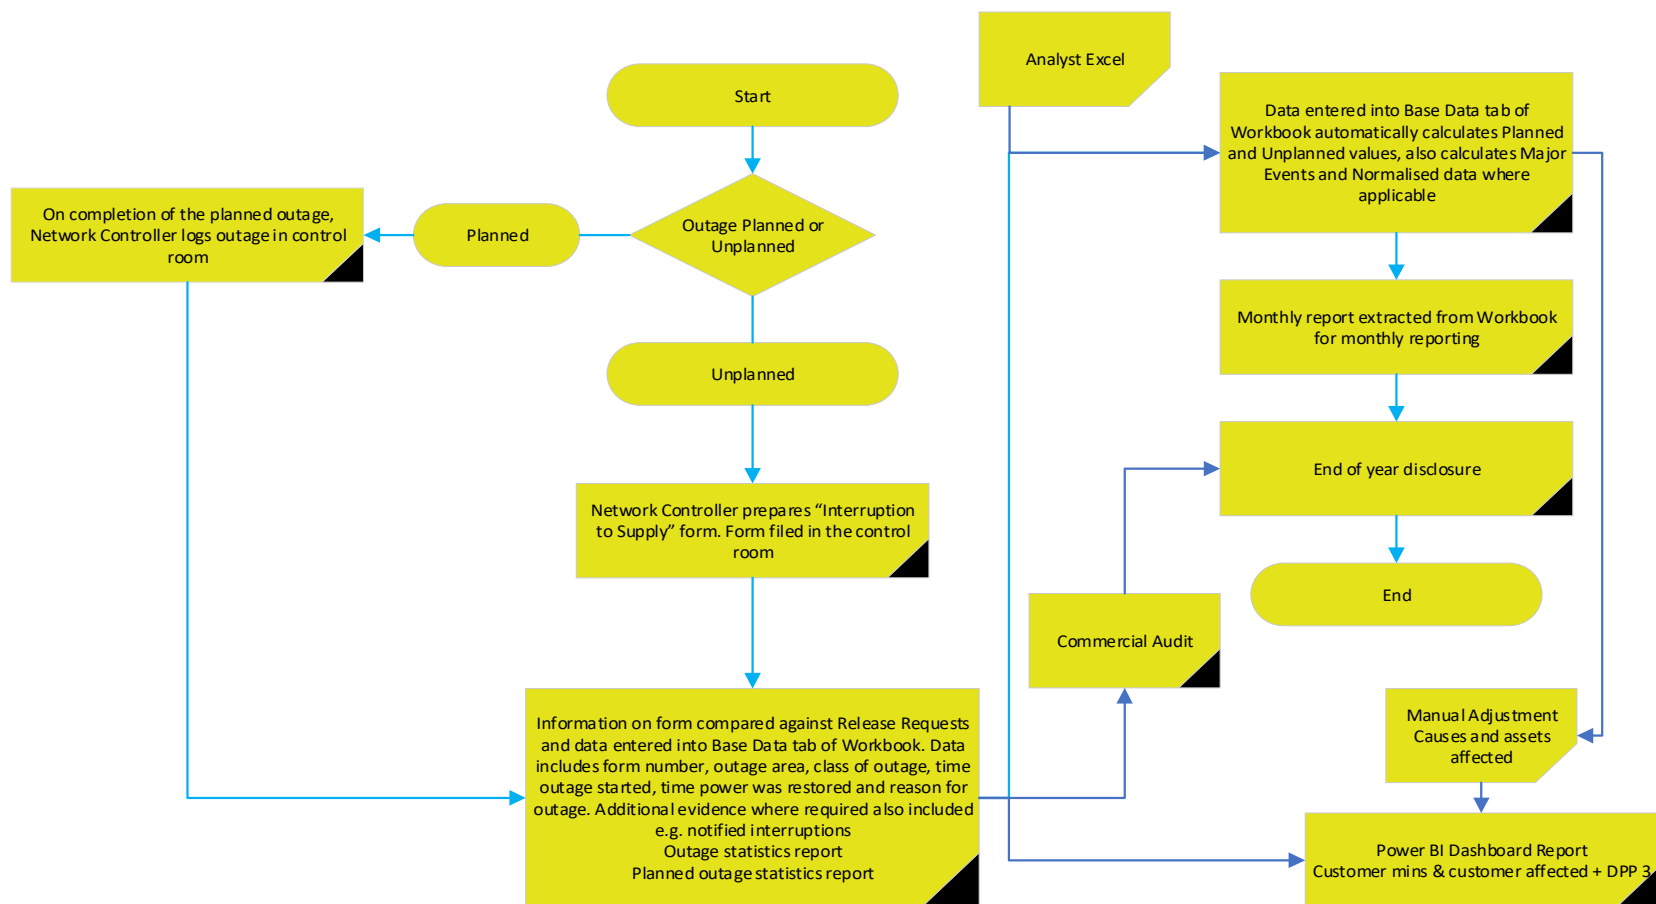 Start
Outage Planned or
Unplanned
Planned
On completion of the planned outage,
Network Controller logs outage in control
room
Unplanned
Network Controller prepares “Interruption
to Supply” form. Form filed in the control
room
Information on form compared against Release Requests
and data entered into Base Data tab of Workbook. Data
includes form number, outage area, class of outage, time
outage started, time power was restored and reason for
outage. Additional evidence where required also included
e.g. notified interruptions
Outage statistics report
Planned outage statistics report
Analyst Excel
Data entered into Base Data tab of
Workbook automatically calculates Planned
and Unplanned values, also calculates Major
Events and Normalised data where
applicable
Monthly report extracted from Workbook
for monthly reporting
End of year disclosure
End
Commercial Audit
Manual Adjustment
Causes and assets
affected
Power BI Dashboard Report
Customer mins & customer affected + DPP 3